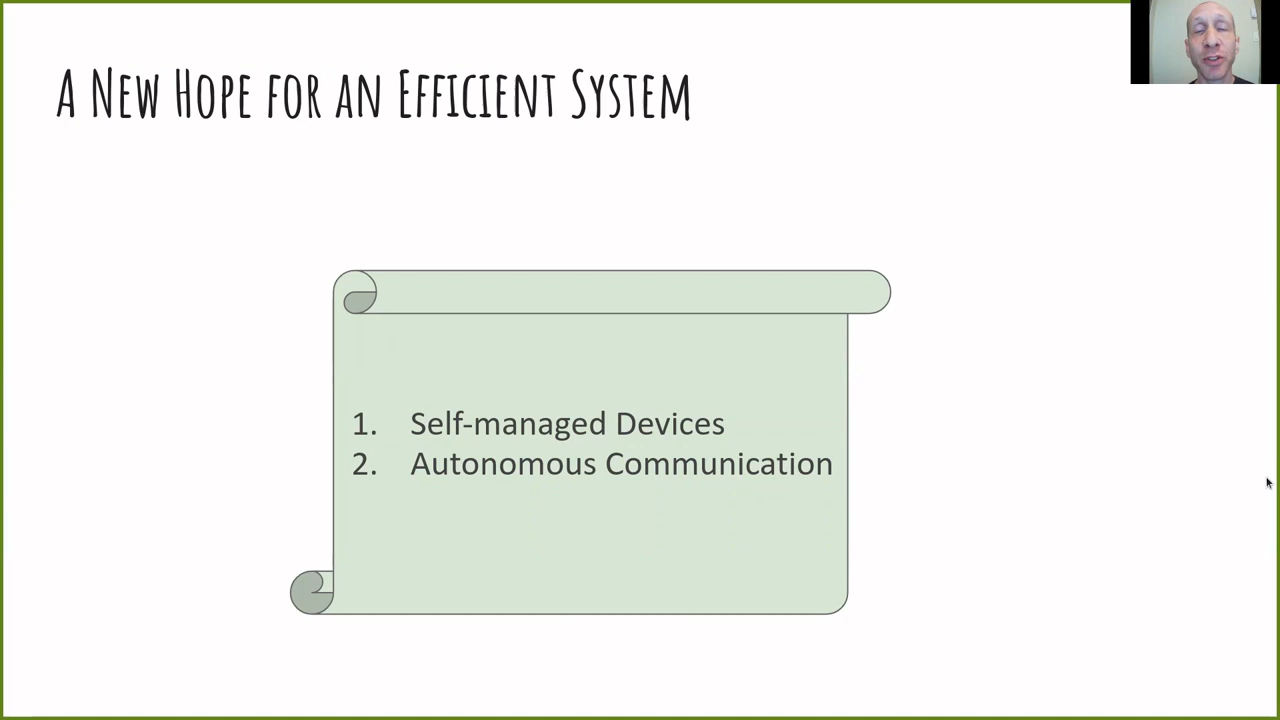 A New Hope for an Efficient System
1. Self-managed Devices
2. Autonomous Communication